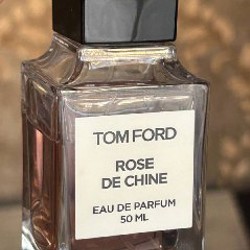 TOM FORD
ROSE
DE CHINE
EAU DE PARFUM
50 ML